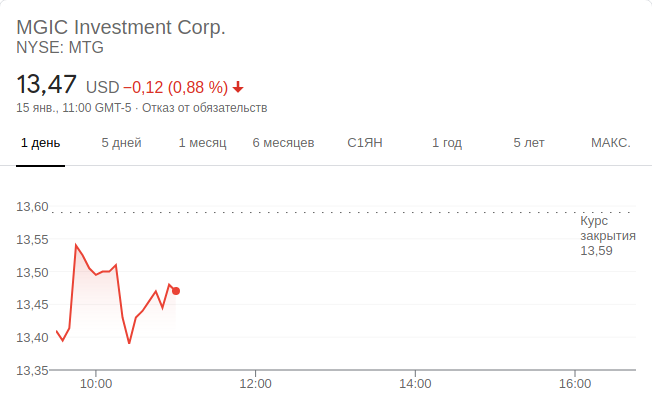 MGIC Investment Corp.
NYSE: MTG
13,47 USD −0,12 (0,88 %)
15 янв., 11:00 GMT-5 · Отказ от обязательств
1 день 5 дней 1 месяц 6 месяцев С1ЯН 1 год 5 лет МАКС.
13,60
Курс
закрытия
13,59
13,55
13,50
13,45
13,40
13,35
10:00 12:00 14:00 16:00